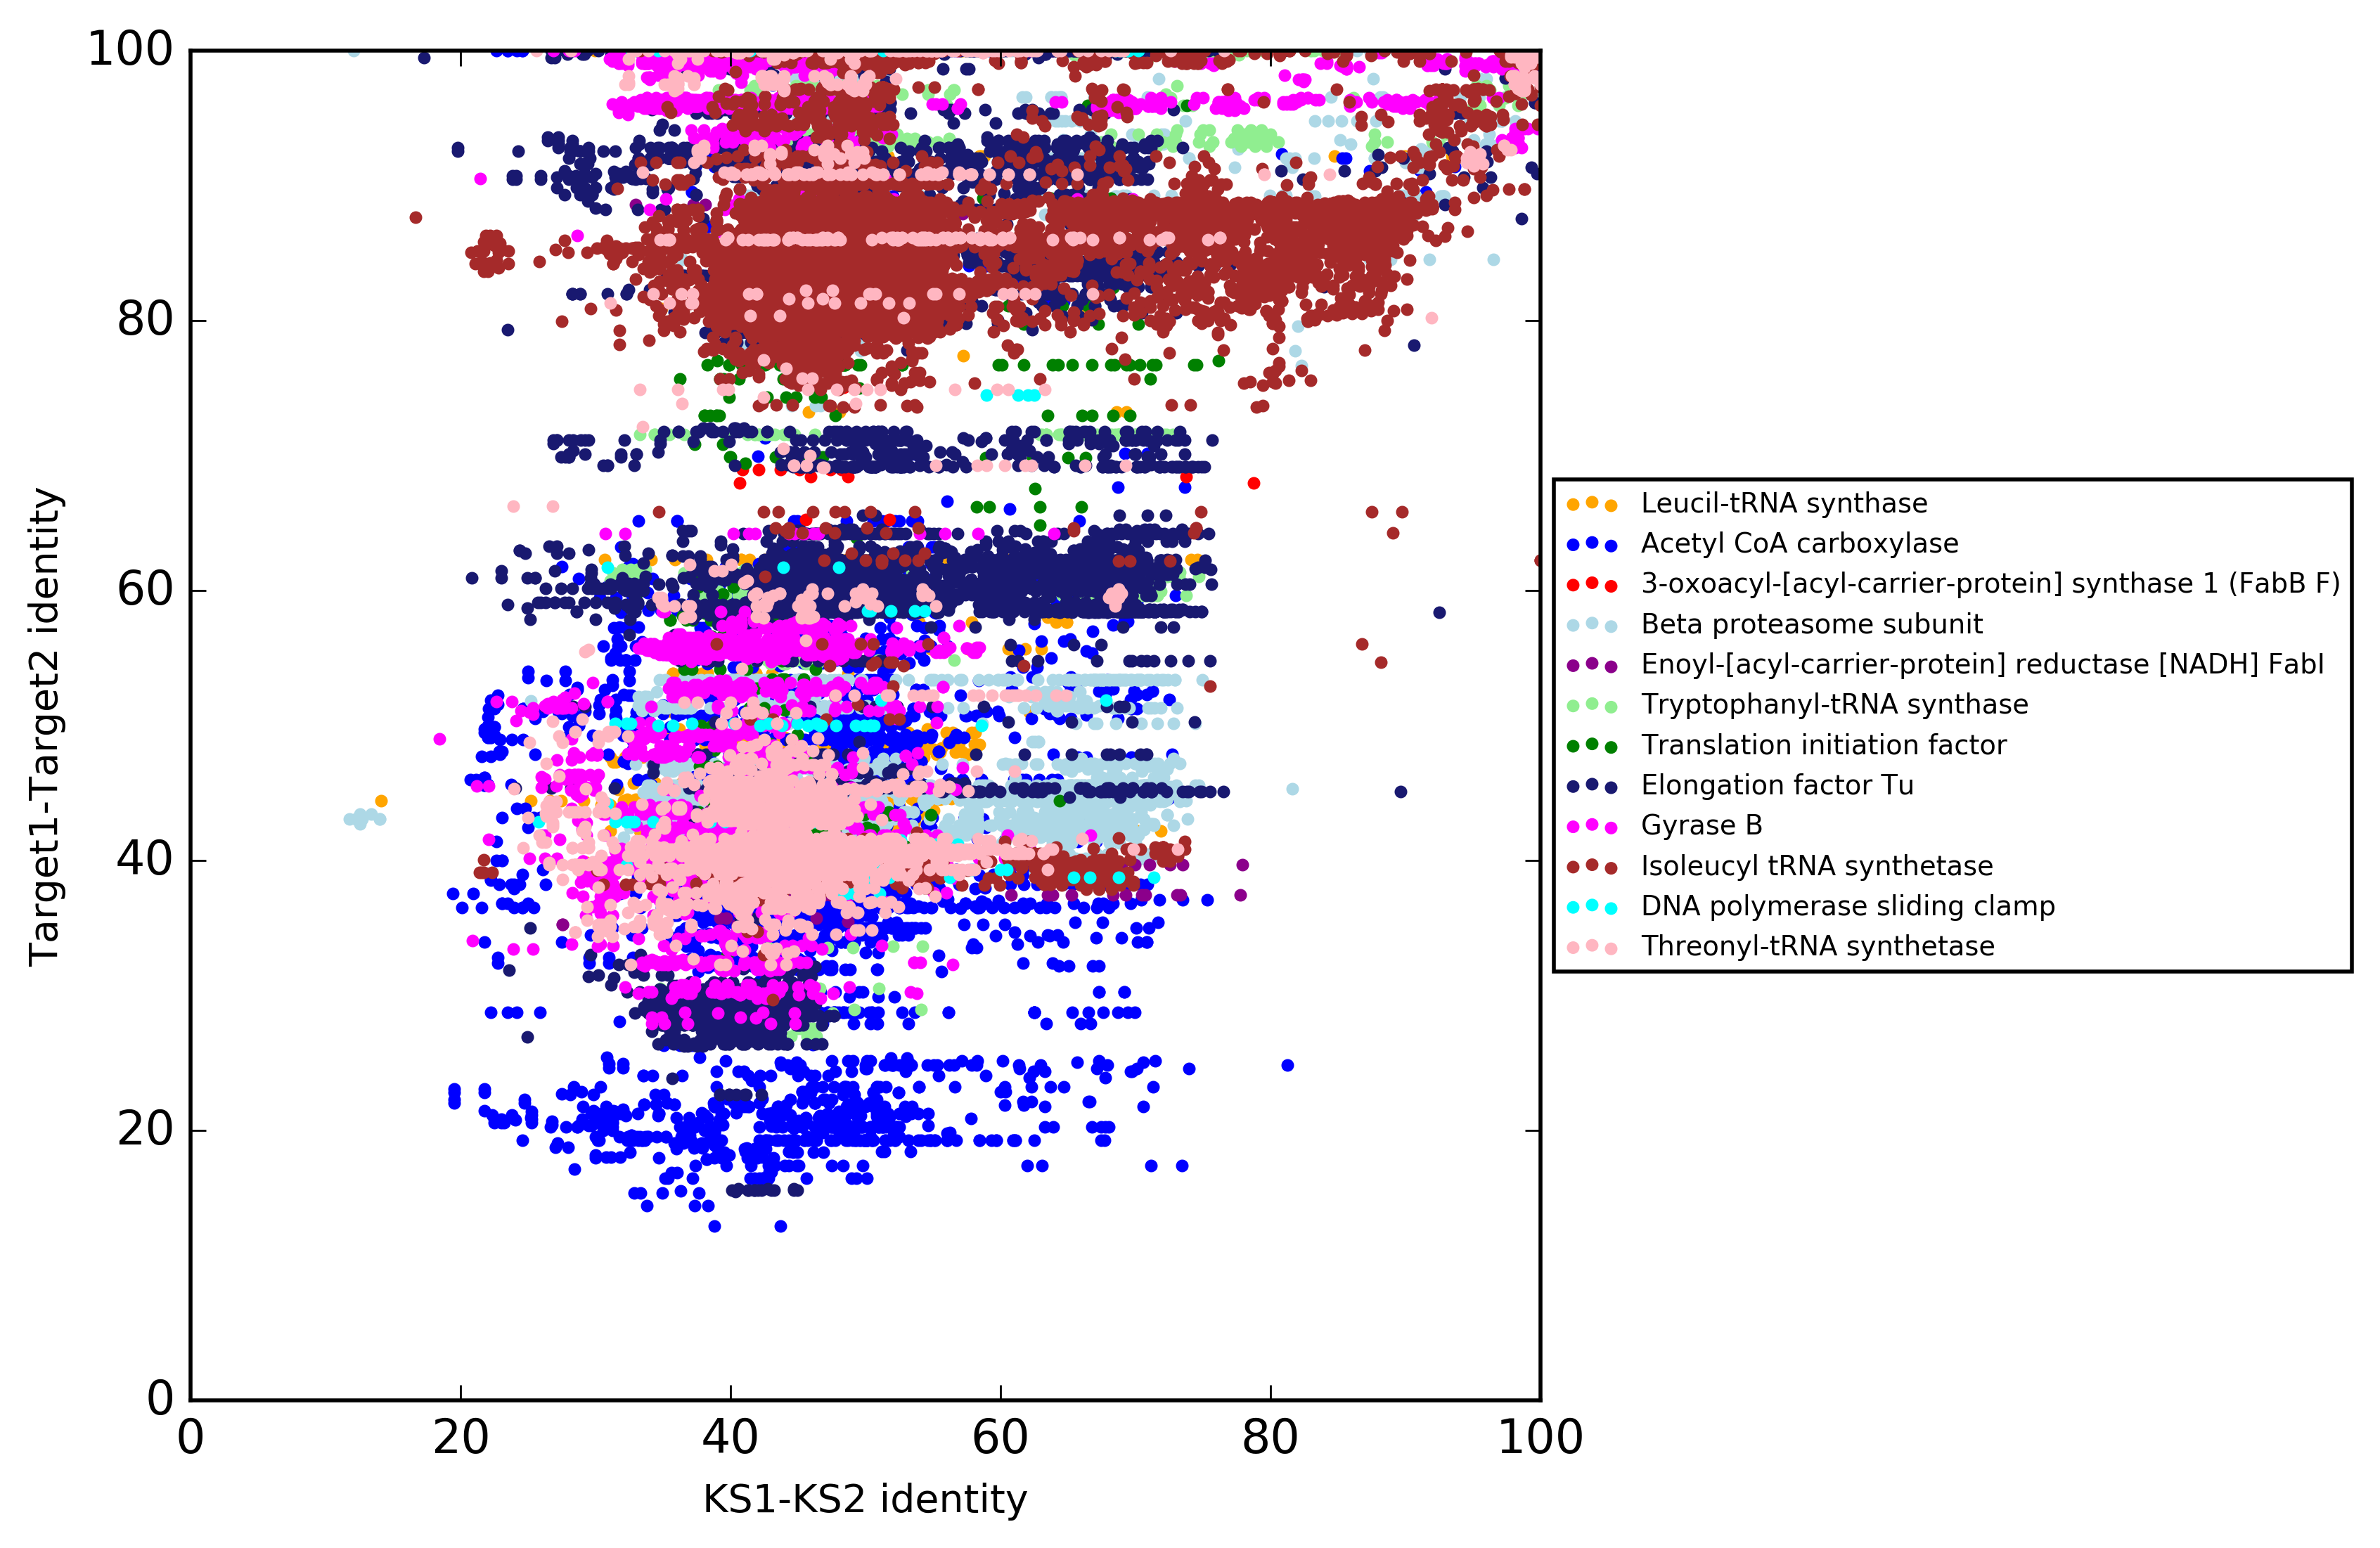 100
80
60
40
20
0
0 20 40 60 80 100
Target1-Target2 identity
KS1-KS2 identity
Leucil-tRNA synthase
Acetyl CoA carboxylase
3-oxoacyl-[acyl-carrier-protein] synthase 1 (FabB F)
Beta proteasome subunit
Enoyl-[acyl-carrier-protein] reductase [NADH] FabI
Tryptophanyl-tRNA synthase
Translation initiation factor
Elongation factor Tu
Gyrase B
Isoleucyl tRNA synthetase
DNA polymerase sliding clamp
Threonyl-tRNA synthetase